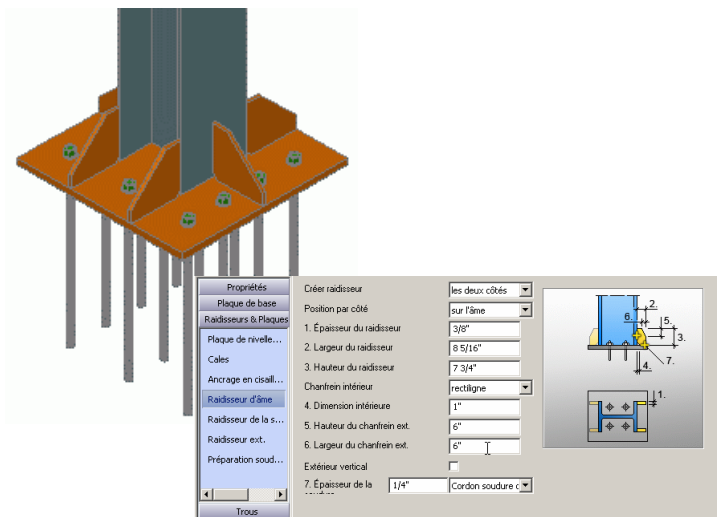 Propriétés
Plaque de base
Raidisseurs & Plaques
Plaque de nivelle...
Cales
Ancrage en cisaill...
Raidisseur d'âme
Raidisseur de la s...
Raidisseur ext.
Préparation soud...
Trous
Créer raidisseur les deux côtés
Position par côté sur l'âme
1. Épaisseur du raidisseur 3/8"
2. Largeur du raidisseur 8 5/16"
3. Hauteur du raidisseur 7 3/4"
Chanfrein intérieur rectiligne
4. Dimension intérieure 1"
5. Hauteur du chanfrein ext. 6"
6. Largeur du chanfrein ext. 6"
Extérieur vertical
7. Épaisseur de la 1/4" Cordon soudure c
2.
6.
5.
3.
7.
4.
1.